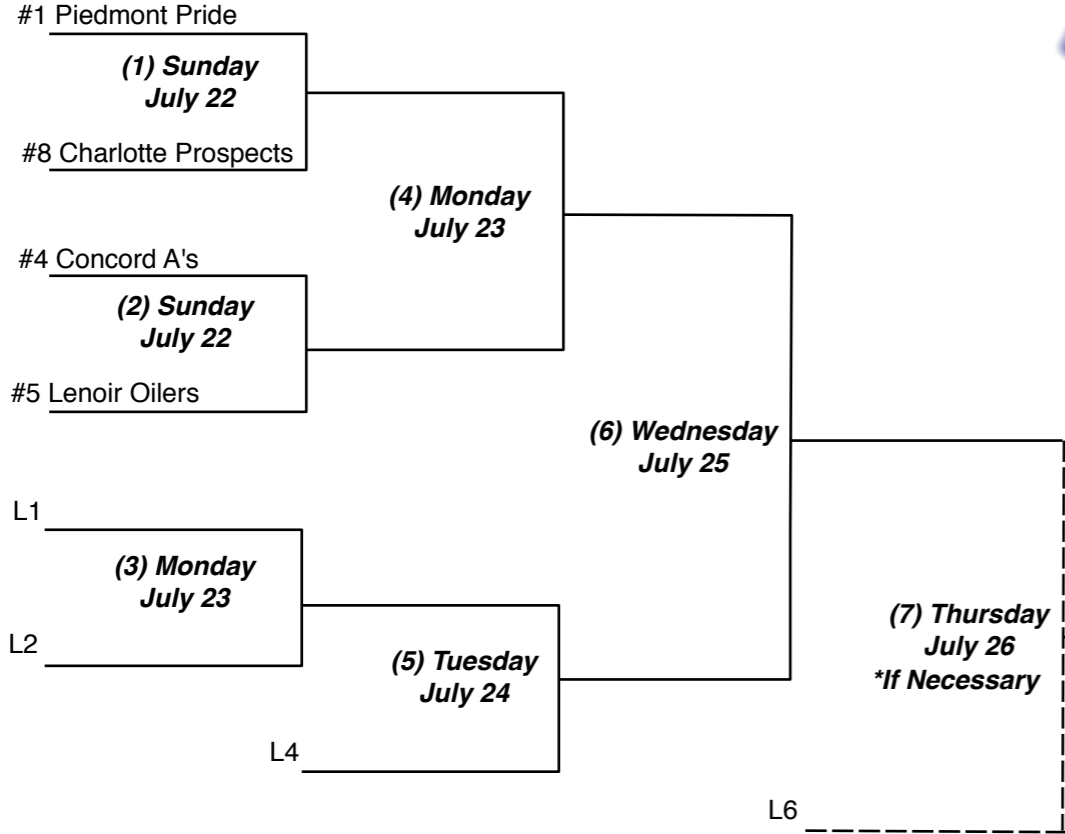 #1 Piedmont Pride
(1) Sunday
July 22
#8 Charlotte Prospects
(4) Monday
July 23
#4 Concord A's
(2) Sunday
July 22
#5 Lenoir Oilers
(6) Wednesday
July 25
L1
(3) Monday
July 23
L2
(5) Tuesday
July 24
L4
(7) Thursday
July 26
*If Necessary
L6